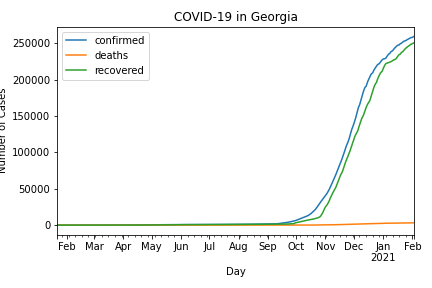 COVID-19 in Georgia
confirmed
deaths
recovered
250000
200000
150000
100000
50000
0
Number of Cases
Feb Mar Apr May Jun Jul Aug Sep Oct Nov Dec Jan Feb
2021
Day